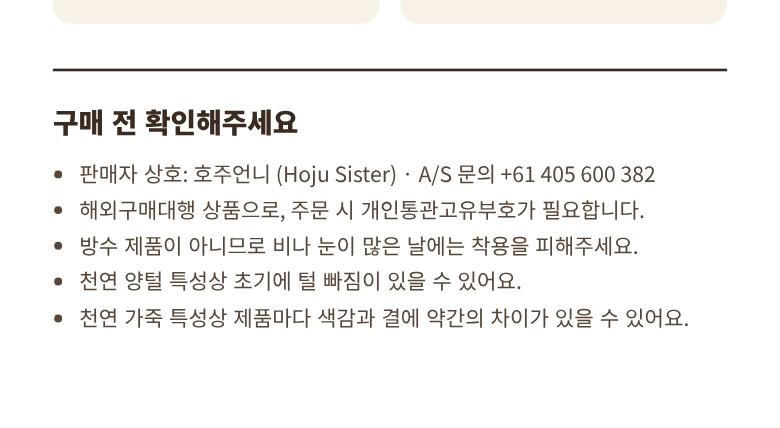 구매 전 확인해주세요
• 판매자 상호: 호주언니 (Hoju Sister) · A/S 문의 +61 405 600 382
• 해외구매대행 상품으로, 주문 시 개인통관고유부호가 필요합니다.
• 방수 제품이 아니므로 비나 눈이 많은 날에는 착용을 피해주세요.
• 천연 양털 특성상 초기에 털 빠짐이 있을 수 있어요.
• 천연 가죽 특성상 제품마다 색감과 결에 약간의 차이가 있을 수 있어요.